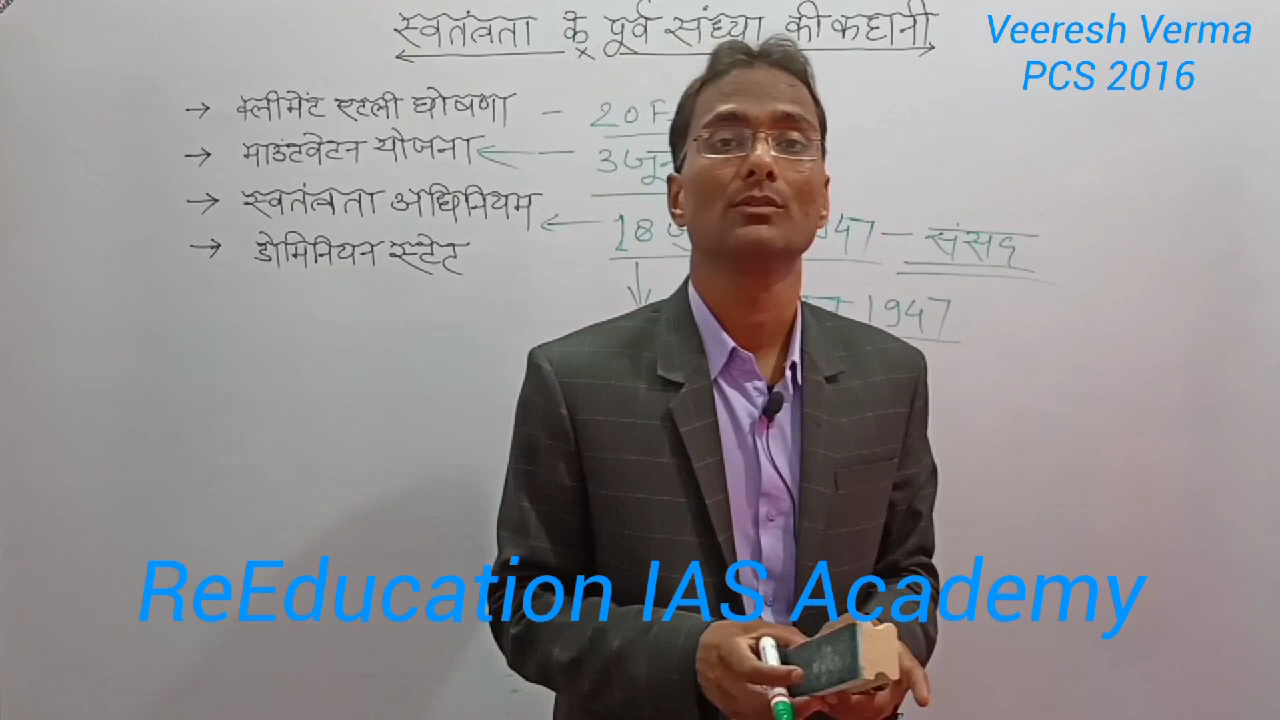 स्वतंत्रता के पूर्व संध्या की कहानी
Veeresh Verma
PCS 2016
→ क्लीमेंट एटली घोषणा - 20
→ माउंटबेटन योजना ← 3
→ स्वतंत्रता अधिनियम ← 18 47 - संसद
→ डोमिनियन स्टेट
1947
ReEducation IAS Academy